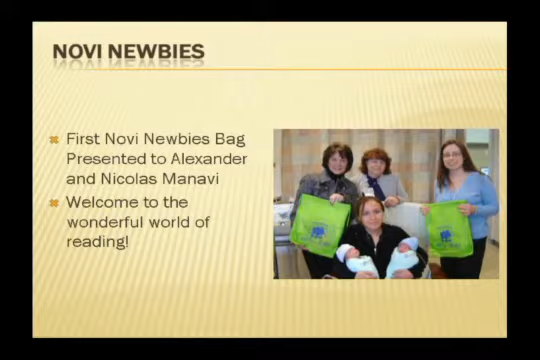 NOVI NEWBIES
First Novi Newbies Bag
Presented to Alexander
and Nicolas Manavi
Welcome to the
wonderful world of
reading!